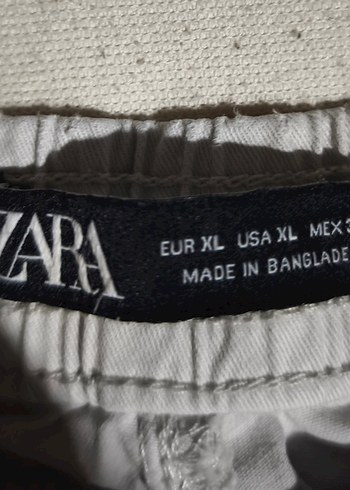 ZARA
EUR XL USA XL MEX 3
MADE IN BANGLADE